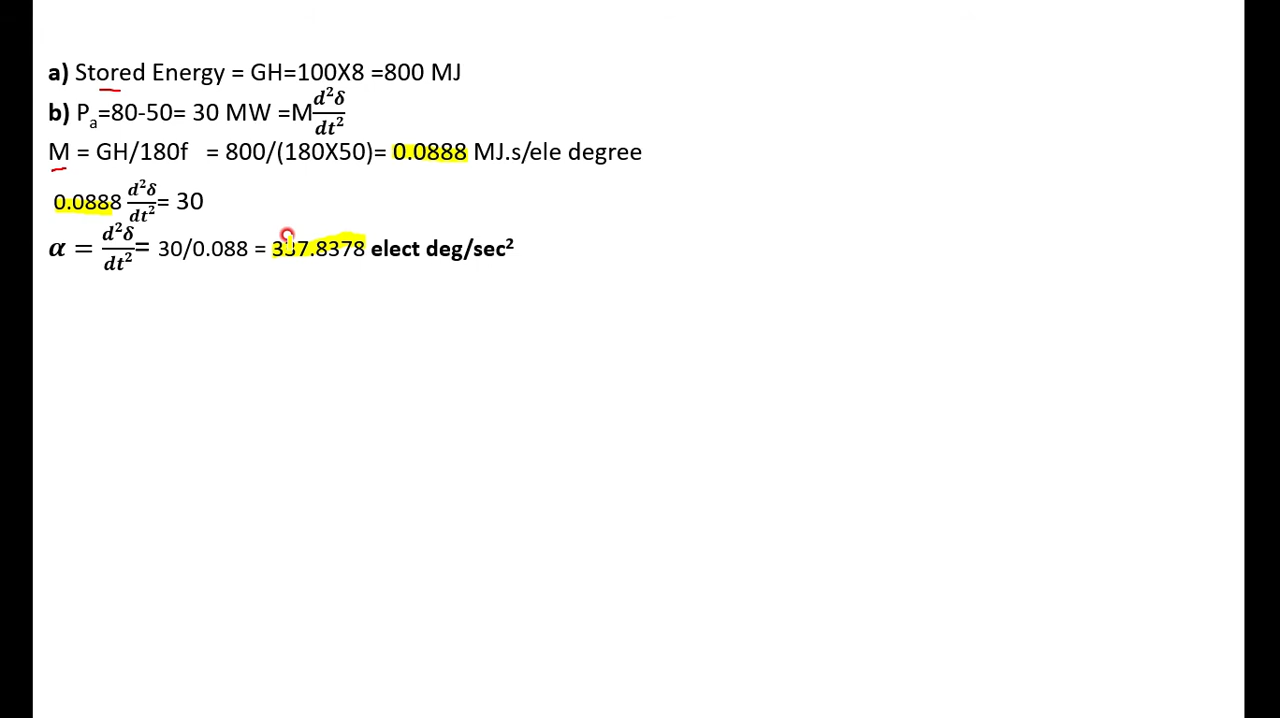 a) Stored Energy = GH=100X8 =800 MJ
b) Pₐ=80-50= 30 MW =M d²δ/dt²
M = GH/180f = 800/(180X50)= 0.0888 MJ.s/ele degree
0.0888 d²δ/dt² = 30
α = d²δ/dt² = 30/0.088 = 337.8378 elect deg/sec²